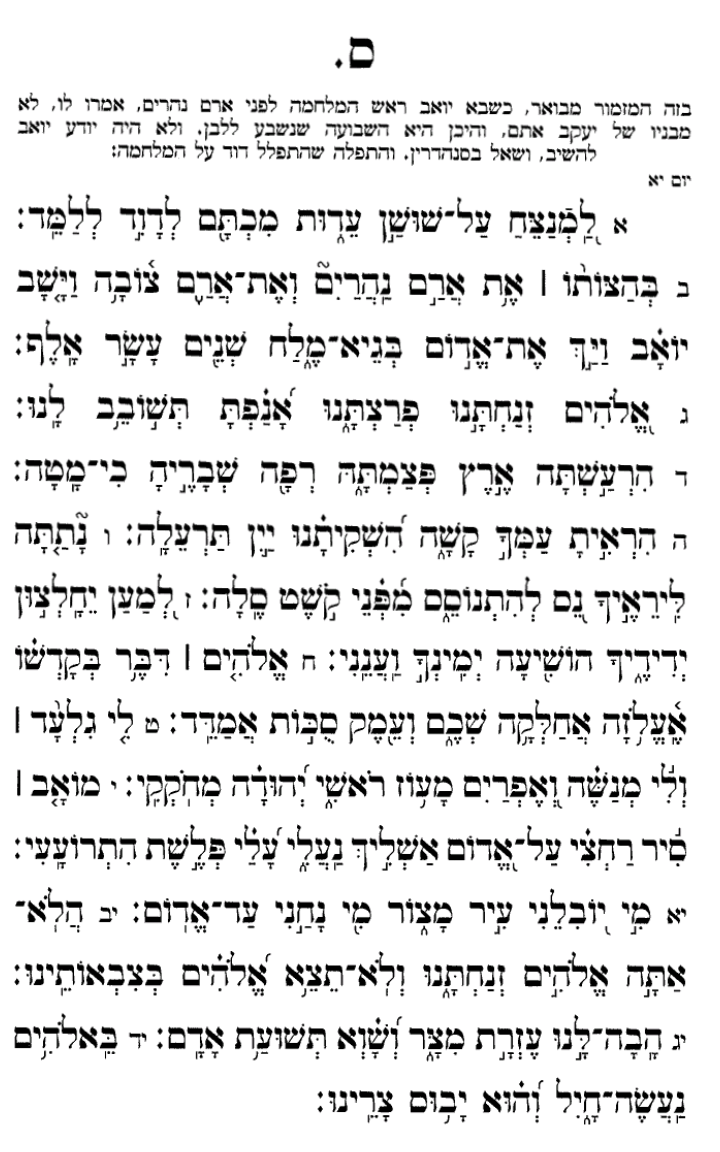 ס.
בזה המזמור מבואר, כשבא יואב ראש המלחמה לפני ארם נהרים, אמרו לו, לא
מבניו של יעקב אתם, והיכן היא השבועה שנשבע ללבן. ולא היה יודע יואב
להשיב, ושאל בסנהדרין. והתפלה שהתפלל דוד על המלחמה:
יום יא
א לַמְנַצֵּחַ עַל־שׁוּשַׁן עֵדוּת מִכְתָּם לְדָוִד לְלַמֵּד:
ב בְּהַצּוֹתוֹ | אֶת אֲרַם נַהֲרַיִם וְאֶת־אֲרַם צוֹבָה וַיָּשָׁב
יוֹאָב וַיַּךְ אֶת־אֱדוֹם בְּגֵיא־מֶלַח שְׁנֵים עָשָׂר אָלֶף:
ג אֱלֹהִים זְנַחְתָּנוּ פְרַצְתָּנוּ אָנַפְתָּ תְּשׁוֹבֵב לָנוּ:
ד הִרְעַשְׁתָּה אֶרֶץ פְּצַמְתָּהּ רְפָה שְׁבָרֶיהָ כִי־מָטָה:
ה הִרְאִיתָ עַמְּךָ קָשָׁה הִשְׁקִיתָנוּ יַיִן תַּרְעֵלָה: ו נָתַתָּה
לִּירֵאֶיךָ נֵּס לְהִתְנוֹסֵס מִפְּנֵי קֹשֶׁט סֶלָה: ז לְמַעַן יֵחָלְצוּן
יְדִידֶיךָ הוֹשִׁיעָה יְמִינְךָ וַעֲנֵנִי: ח אֱלֹהִים | דִּבֶּר בְּקָדְשׁוֹ
אֶעֱלֹזָה אֲחַלְּקָה שְׁכֶם וְעֵמֶק סֻכּוֹת אֲמַדֵּד: ט לִי גִלְעָד |
וְלִי מְנַשֶּׁה וְאֶפְרַיִם מָעוֹז רֹאשִׁי יְהוּדָה מְחֹקְקִי: י מוֹאָב |
סִיר רַחְצִי עַל־אֱדוֹם אַשְׁלִיךְ נַעֲלִי עָלַי פְּלֶשֶׁת הִתְרוֹעָעִי:
יא מִי יוֹבִלֵנִי עִיר מָצוֹר מִי נָחַנִי עַד־אֱדוֹם: יב הֲלֹא־
אַתָּה אֱלֹהִים זְנַחְתָּנוּ וְלֹא־תֵצֵא אֱלֹהִים בְּצִבְאוֹתֵינוּ:
יג הָבָה־לָּנוּ עֶזְרָת מִצָּר וְשָׁוְא תְּשׁוּעַת אָדָם: יד בֵּאלֹהִים
נַעֲשֶׂה־חָיִל וְהוּא יָבוּס צָרֵינוּ: